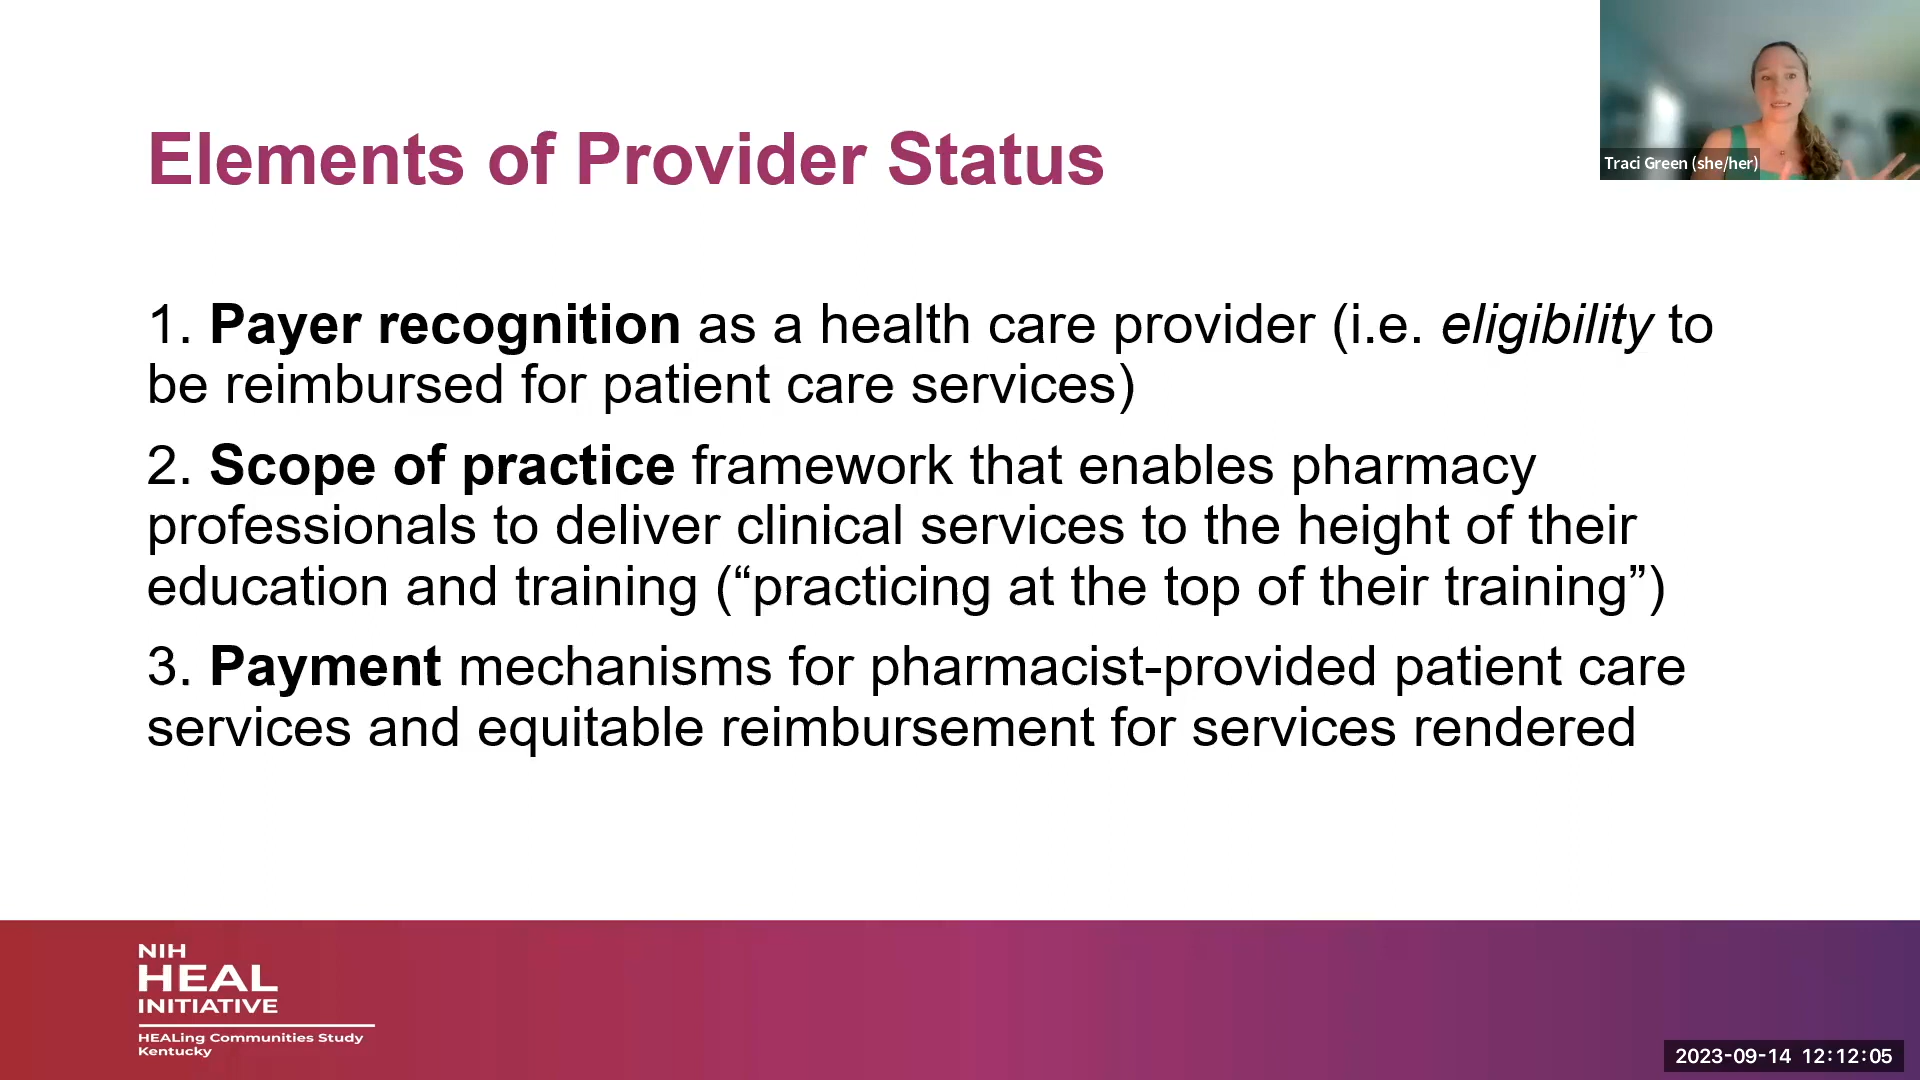 Elements of Provider Status
Traci Green (she/her)
1. Payer recognition as a health care provider (i.e. eligibility to
be reimbursed for patient care services)
2. Scope of practice framework that enables pharmacy
professionals to deliver clinical services to the height of their
education and training (“practicing at the top of their training”)
3. Payment mechanisms for pharmacist-provided patient care
services and equitable reimbursement for services rendered
NIH
HEAL
INITIATIVE
HEALing Communities Study
Kentucky
2023-09-14 12:12:05